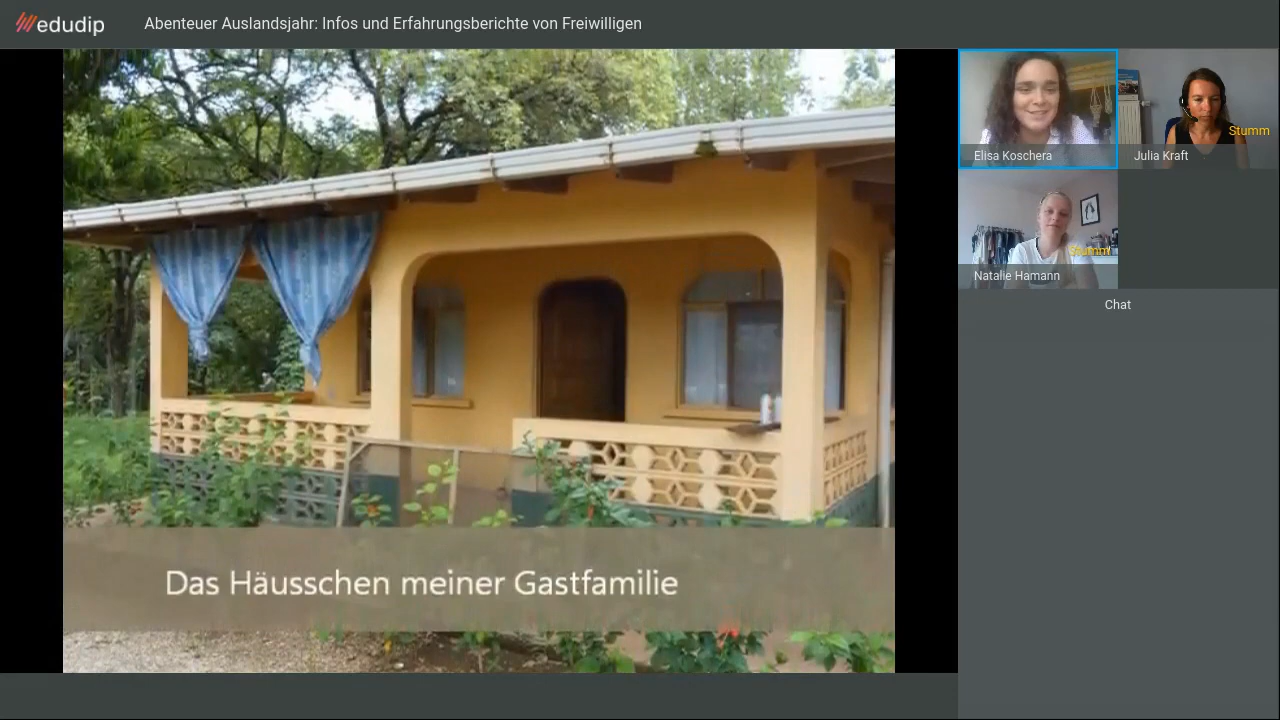 edudip
Abenteuer Auslandsjahr: Infos und Erfahrungsberichte von Freiwilligen
Elisa Koschera
Stumm
Julia Kraft
Stumm
Natalie Hamann
Chat
Das Häusschen meiner Gastfamilie